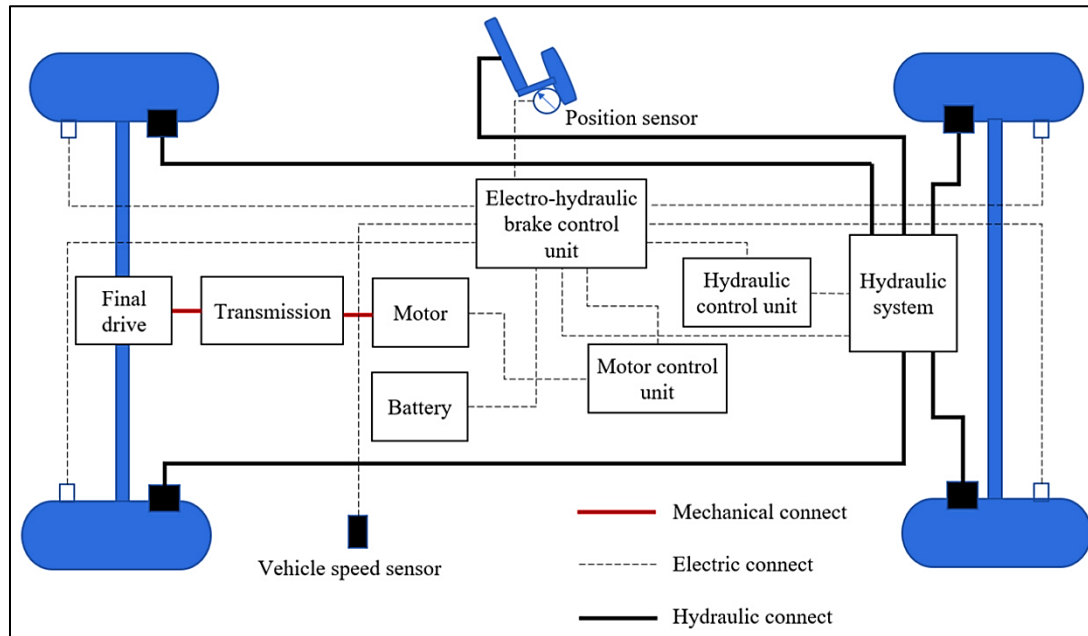 Position sensor
Electro-hydraulic
brake control
unit
Final
drive
Transmission
Motor
Hydraulic
control unit
Hydraulic
system
Battery
Motor control
unit
Vehicle speed sensor
Mechanical connect
Electric connect
Hydraulic connect